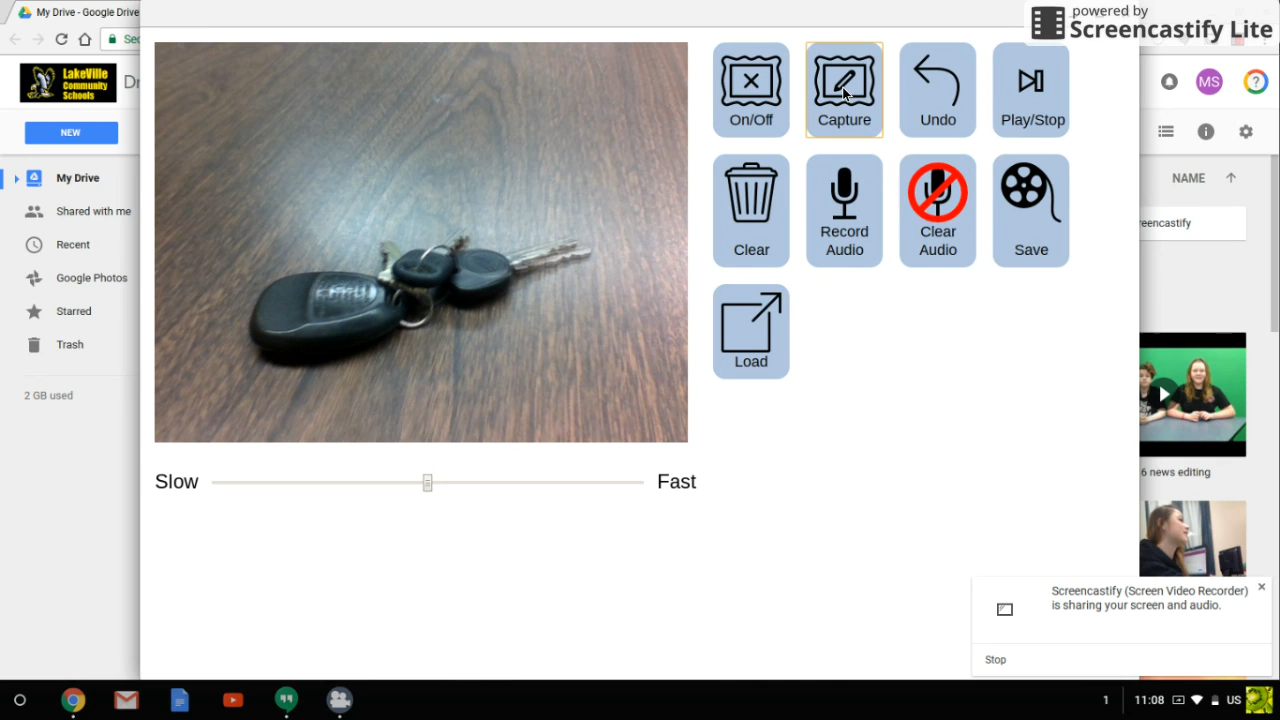 My Drive - Google Drive
powered by
Screencastify Lite
Sec
LakeVille
Community
Schools
Dr
MS
?
NEW
NAME
My Drive
Shared with me
Recent
Google Photos
Starred
Trash
2 GB used
On/Off
Capture
Undo
Play/Stop
Clear
Record
Audio
Clear
Audio
Save
Load
Slow
Fast
reencastify
6 news editing
Screencastify (Screen Video Recorder)
is sharing your screen and audio.
Stop
1
11:08
US